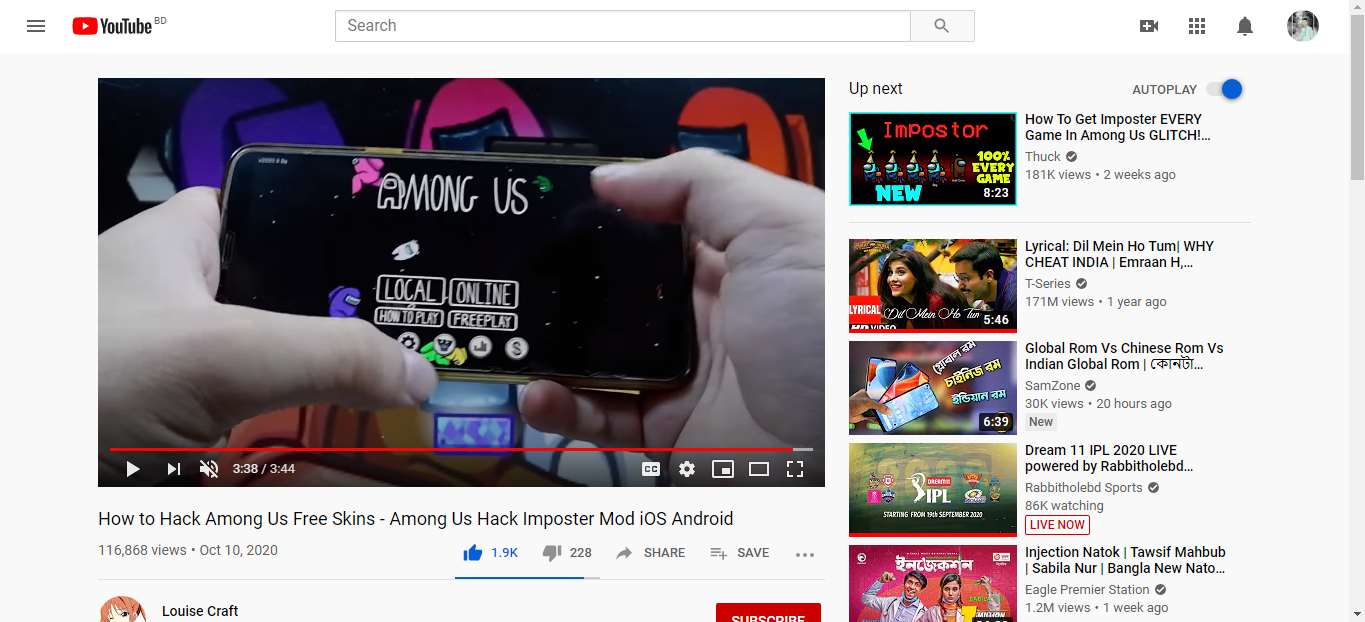 YouTube BD
Search
v2020.9.9a
AMONG US
LOCAL ONLINE
HOW TO PLAY FREEPLAY
3:38 / 3:44
CC
How to Hack Among Us Free Skins - Among Us Hack Imposter Mod iOS Android
116,868 views • Oct 10, 2020
1.9K 228 SHARE SAVE
Louise Craft
SUBSCRIBE
Up next
AUTOPLAY
Impostor
100%
EVERY
GAME
NEW
8:23
How To Get Imposter EVERY
Game In Among Us GLITCH!...
Thuck
181K views • 2 weeks ago
LYRICAL
Dil Mein Ho Tum
HD VIDEO
5:46
Lyrical: Dil Mein Ho Tum| WHY
CHEAT INDIA | Emraan H,...
T-Series
171M views • 1 year ago
গ্লোবাল রম
চাইনিজ রম
ইন্ডিয়ান রম
6:39
Global Rom Vs Chinese Rom Vs
Indian Global Rom | কোনটা...
SamZone
30K views • 20 hours ago
New
DREAM11
IPL
STARTING FROM 19TH SEPTEMBER 2020
Dream 11 IPL 2020 LIVE
powered by Rabbitholebd...
Rabbitholebd Sports
86K watching
LIVE NOW
ইনজেকশন
Injection Natok | Tawsif Mahbub
| Sabila Nur | Bangla New Nato...
Eagle Premier Station
1.2M views • 1 week ago